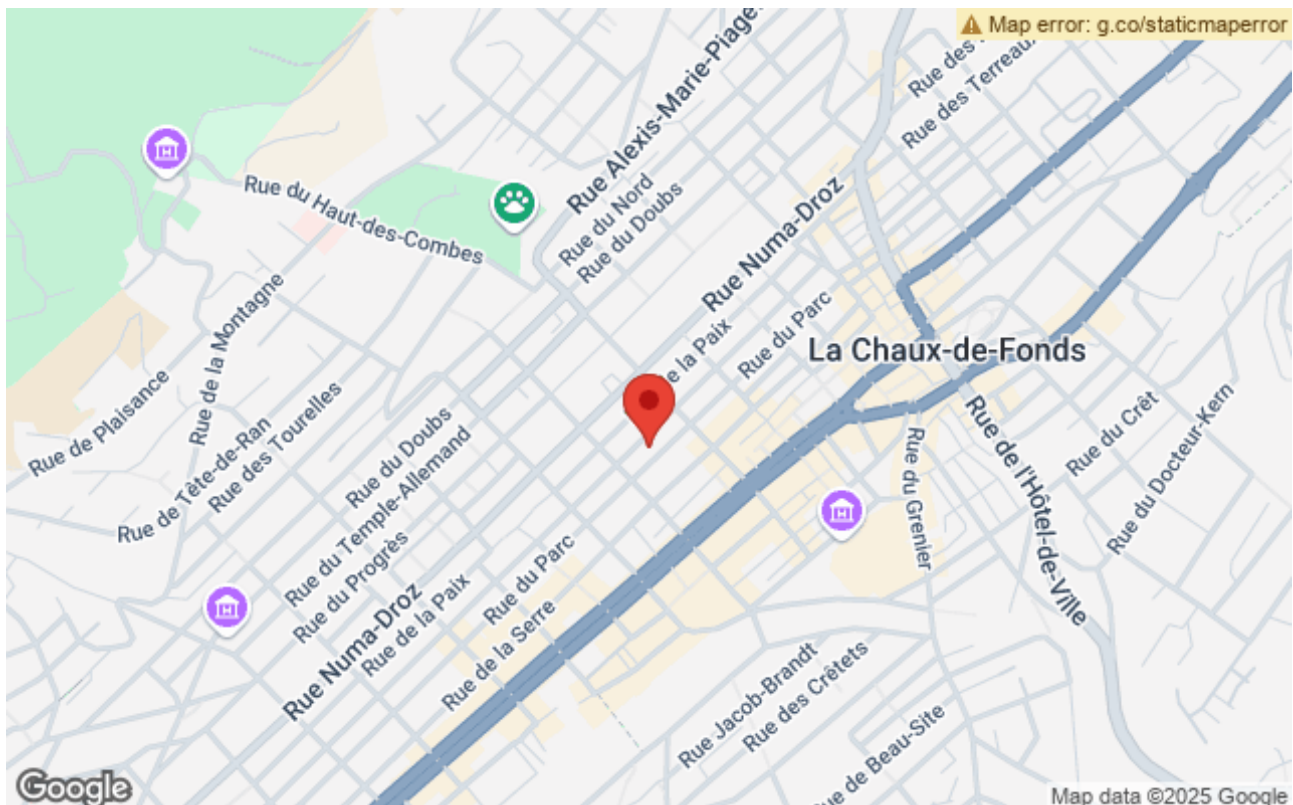 Map error: g.co/staticmaperror
Rue Alexis-Marie-Piaget
Rue des
Rue des Terreaux
Rue du Haut-des-Combes
Rue du Nord
Rue du Doubs
Rue Numa-Droz
Rue de la Montagne
de la Paix
Rue du Parc
La Chaux-de-Fonds
Rue de Plaisance
Rue de Tête-de-Ran
Rue des Tourelles
Rue du Doubs
Rue du Temple-Allemand
Rue du Progrès
Rue du Crêt
Rue de l'Hôtel-de-Ville
Rue du Docteur-Kern
Rue du Grenier
Rue Numa-Droz
Rue de la Paix
Rue du Parc
Rue de la Serre
Rue Jacob-Brandt
Rue des Crêtets
Rue de Beau-Site
Google
Map data ©2025 Google